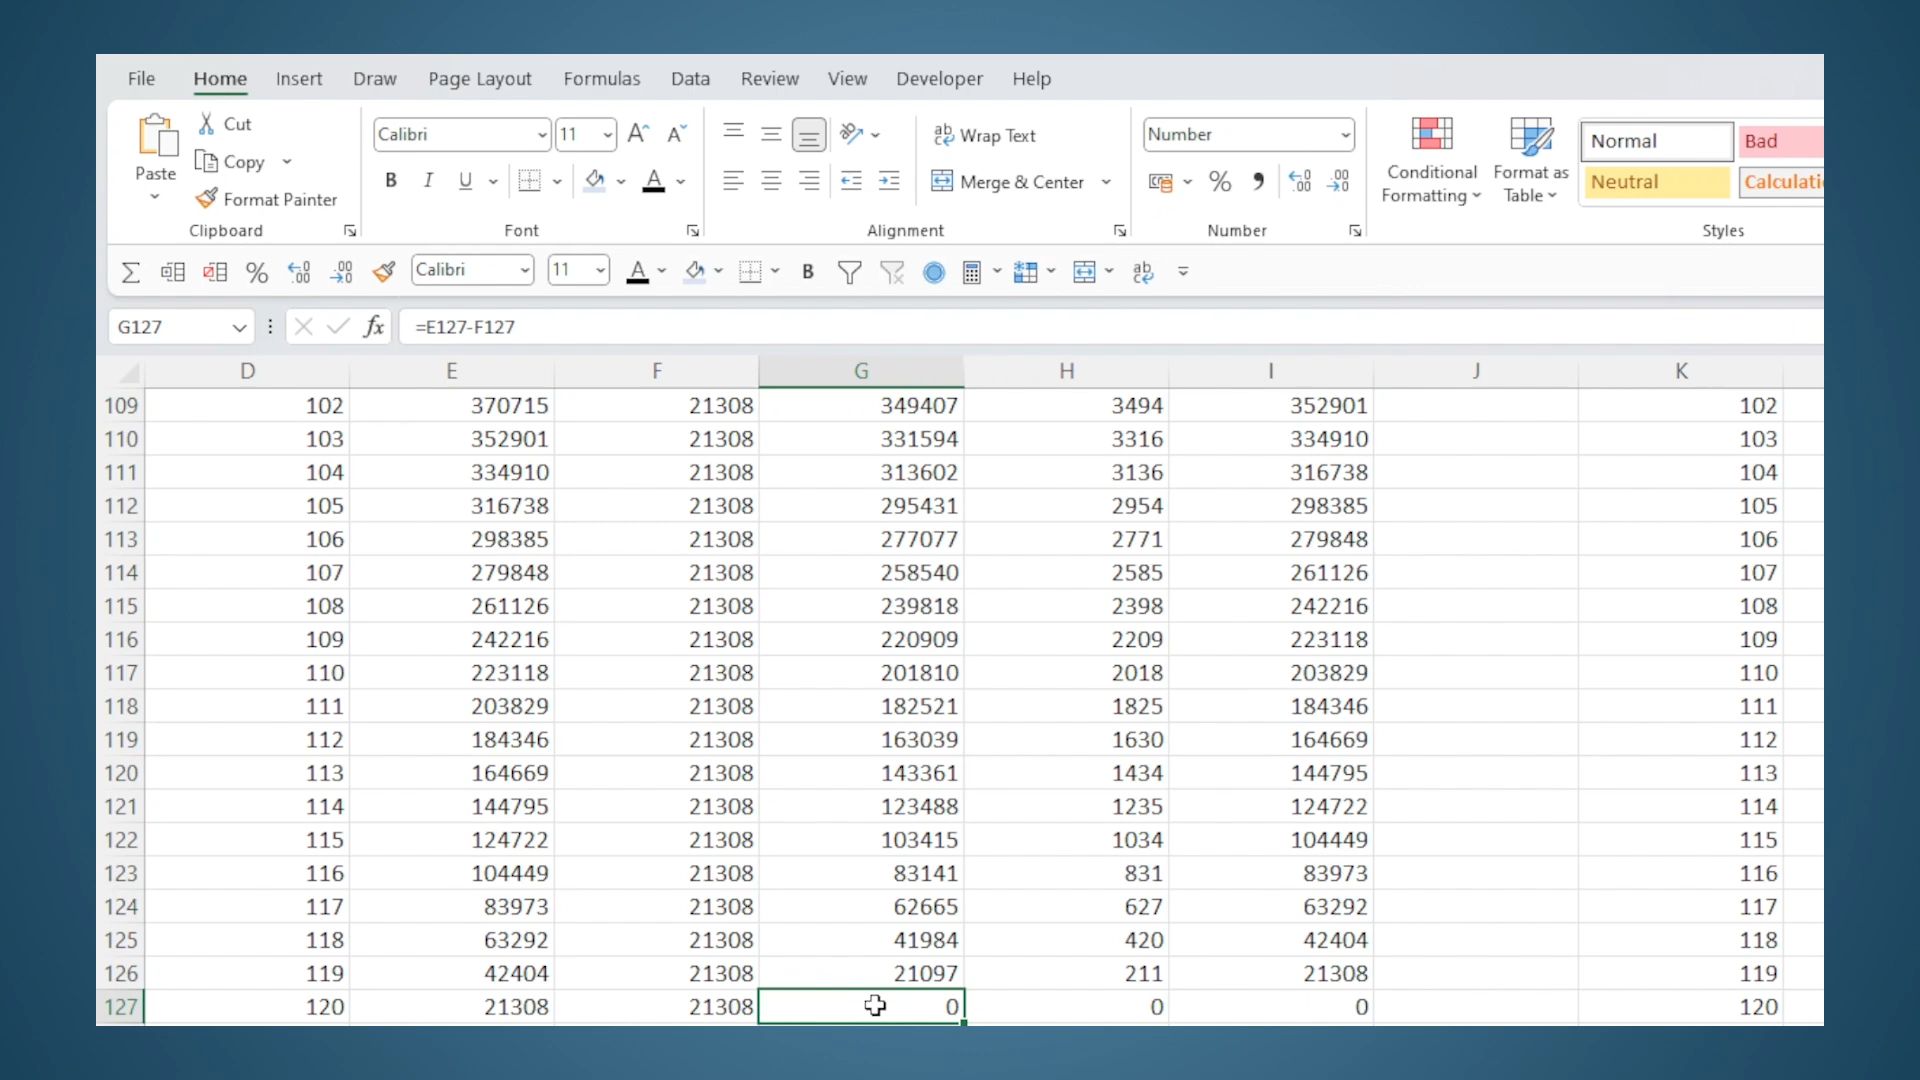 File Home Insert Draw Page Layout Formulas Data Review View Developer Help
Paste
Cut
Copy
Format Painter
Clipboard
Calibri 11 A^ A˅
B I U A
Font
ab Wrap Text
Merge & Center
Alignment
Number
% 9 .00 .00
Number
Conditional Formatting
Format as Table
Normal Bad
Neutral Calculati
Styles
Σ % .00 .00 Calibri 11 A B ab
G127 fx =E127-F127
D E F G H I J K
109 102 370715 21308 349407 3494 352901 102
110 103 352901 21308 331594 3316 334910 103
111 104 334910 21308 313602 3136 316738 104
112 105 316738 21308 295431 2954 298385 105
113 106 298385 21308 277077 2771 279848 106
114 107 279848 21308 258540 2585 261126 107
115 108 261126 21308 239818 2398 242216 108
116 109 242216 21308 220909 2209 223118 109
117 110 223118 21308 201810 2018 203829 110
118 111 203829 21308 182521 1825 184346 111
119 112 184346 21308 163039 1630 164669 112
120 113 164669 21308 143361 1434 144795 113
121 114 144795 21308 123488 1235 124722 114
122 115 124722 21308 103415 1034 104449 115
123 116 104449 21308 83141 831 83973 116
124 117 83973 21308 62665 627 63292 117
125 118 63292 21308 41984 420 42404 118
126 119 42404 21308 21097 211 21308 119
127 120 21308 21308 0 0 0 120